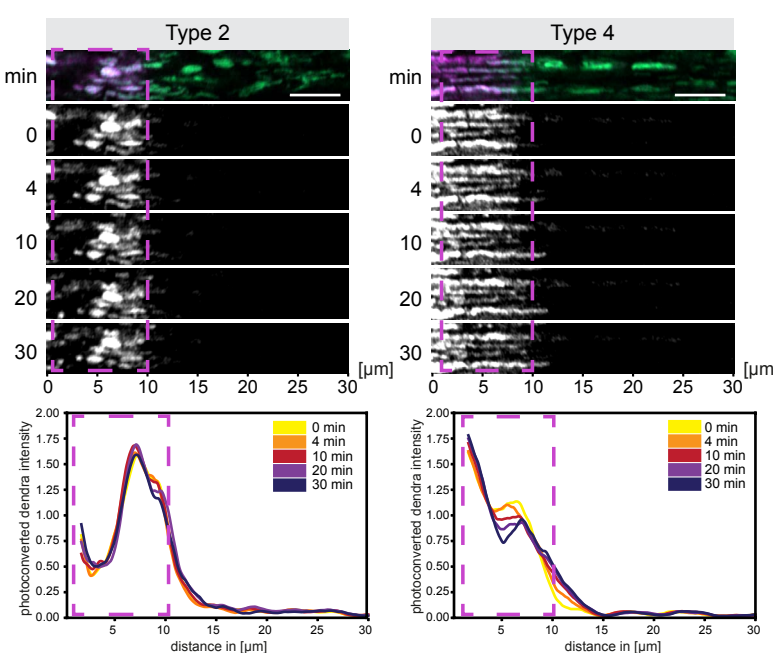 Type 2
Type 4
min
min
0
0
4
4
10
10
20
20
30
30
[µm]
[µm]
0 5 10 15 20 25 30
0 5 10 15 20 25 30
2.00
1.75
1.50
1.25
1.00
0.75
0.50
0.25
0.00
photoconverted dendra intensity
0 min
4 min
10 min
20 min
30 min
5 10 15 20 25 30
distance in [µm]
2.00
1.75
1.50
1.25
1.00
0.75
0.50
0.25
0.00
photoconverted dendra intensity
0 min
4 min
10 min
20 min
30 min
5 10 15 20 25 30
distance in [µm]